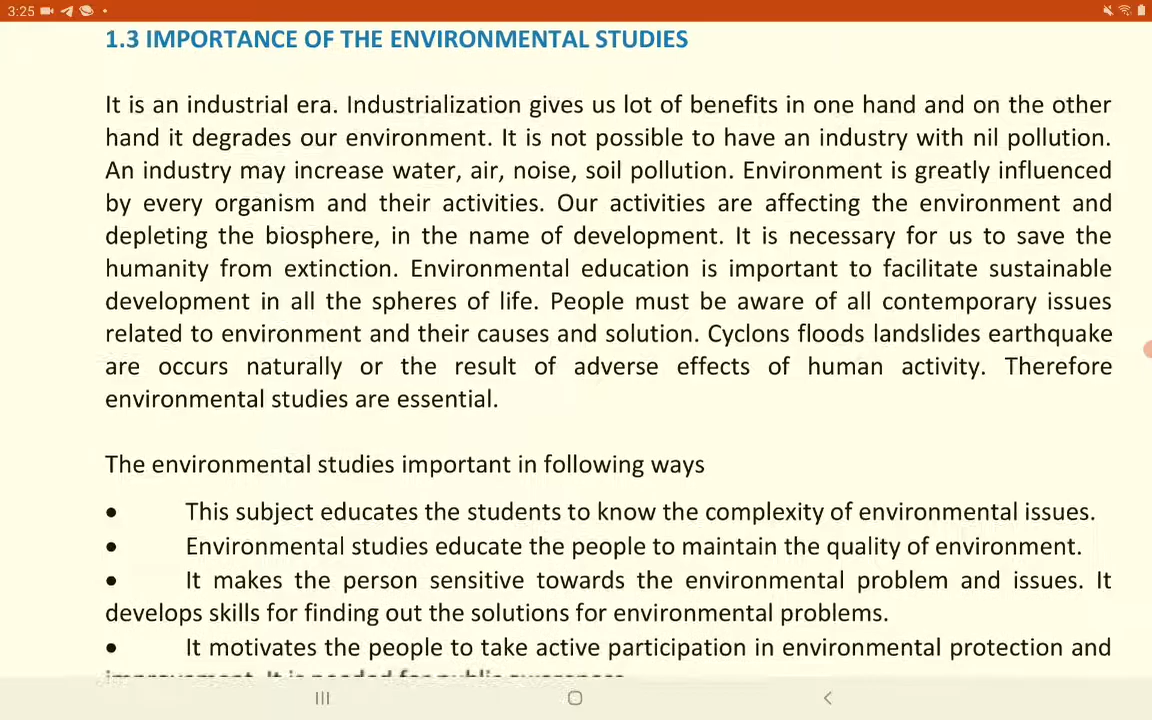 3:25
1.3 IMPORTANCE OF THE ENVIRONMENTAL STUDIES
It is an industrial era. Industrialization gives us lot of benefits in one hand and on the other
hand it degrades our environment. It is not possible to have an industry with nil pollution.
An industry may increase water, air, noise, soil pollution. Environment is greatly influenced
by every organism and their activities. Our activities are affecting the environment and
depleting the biosphere, in the name of development. It is necessary for us to save the
humanity from extinction. Environmental education is important to facilitate sustainable
development in all the spheres of life. People must be aware of all contemporary issues
related to environment and their causes and solution. Cyclons floods landslides earthquake
are occurs naturally or the result of adverse effects of human activity. Therefore
environmental studies are essential.
The environmental studies important in following ways
• This subject educates the students to know the complexity of environmental issues.
• Environmental studies educate the people to maintain the quality of environment.
• It makes the person sensitive towards the environmental problem and issues. It
develops skills for finding out the solutions for environmental problems.
• It motivates the people to take active participation in environmental protection and
improvement. It is needed for public awareness